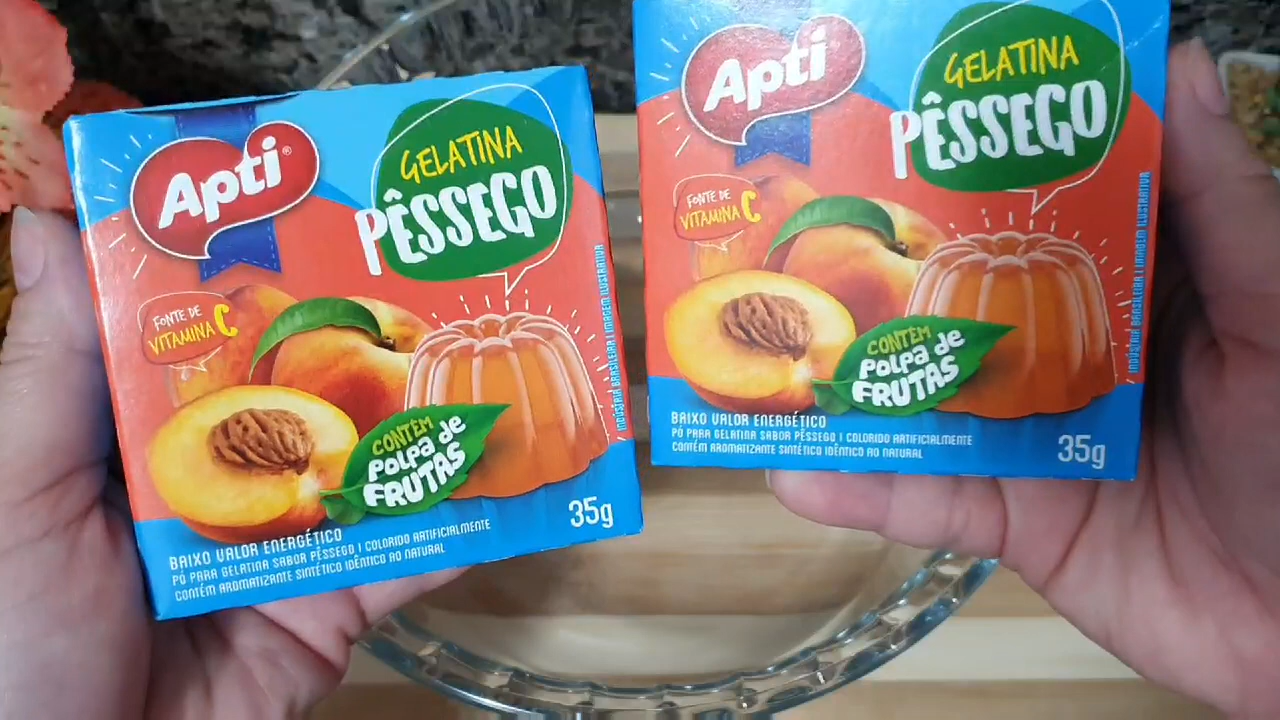 Apti®
GELATINA
PÊSSEGO
FONTE DE
VITAMINA C
CONTÉM
POLPA de
FRUTAS
INDÚSTRIA BRASILEIRA | IMAGEM ILUSTRATIVA
35g
BAIXO VALOR ENERGÉTICO
PÓ PARA GELATINA SABOR PÊSSEGO | COLORIDO ARTIFICIALMENTE
CONTÉM AROMATIZANTE SINTÉTICO IDÊNTICO AO NATURAL
Apti
GELATINA
PÊSSEGO
FONTE DE
VITAMINA C
CONTÉM
POLPA de
FRUTAS
INDÚSTRIA BRASILEIRA | IMAGEM ILUSTRATIVA
BAIXO VALOR ENERGÉTICO
PÓ PARA GELATINA SABOR PÊSSEGO | COLORIDO ARTIFICIALMENTE
CONTÉM AROMATIZANTE SINTÉTICO IDÊNTICO AO NATURAL
35g